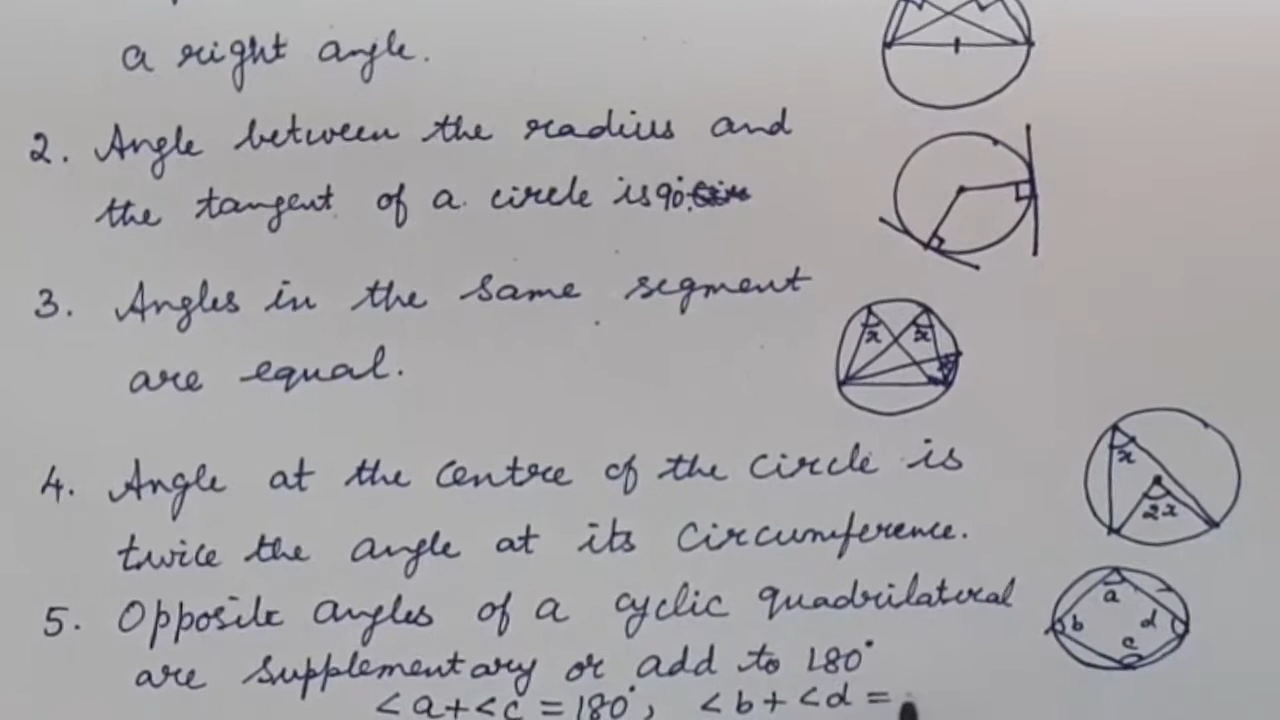 a right angle.
2. Angle between the radius and
the tangent of a circle is 90°.
3. Angles in the same segment
are equal.
x x
4. Angle at the centre of the circle is
x
2x
twice the angle at its circumference.
5. Opposite angles of a cyclic quadrilateral
a
b d
c
are supplementary or add to 180°
<a+<c = 180°, <b+<d =